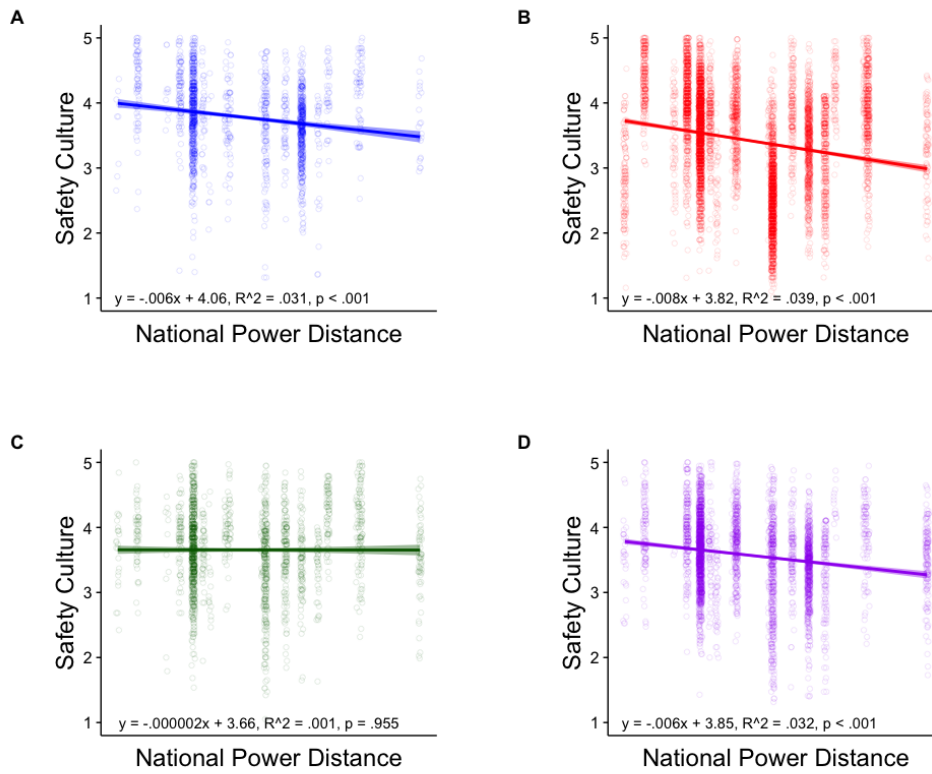 A
B
5
4
3
2
1
Safety Culture
y = -.006x + 4.06, R^2 = .031, p < .001
National Power Distance
5
4
3
2
1
Safety Culture
y = -.008x + 3.82, R^2 = .039, p < .001
National Power Distance
C
D
5
4
3
2
1
Safety Culture
y = -.000002x + 3.66, R^2 = .001, p = .955
National Power Distance
5
4
3
2
1
Safety Culture
y = -.006x + 3.85, R^2 = .032, p < .001
National Power Distance